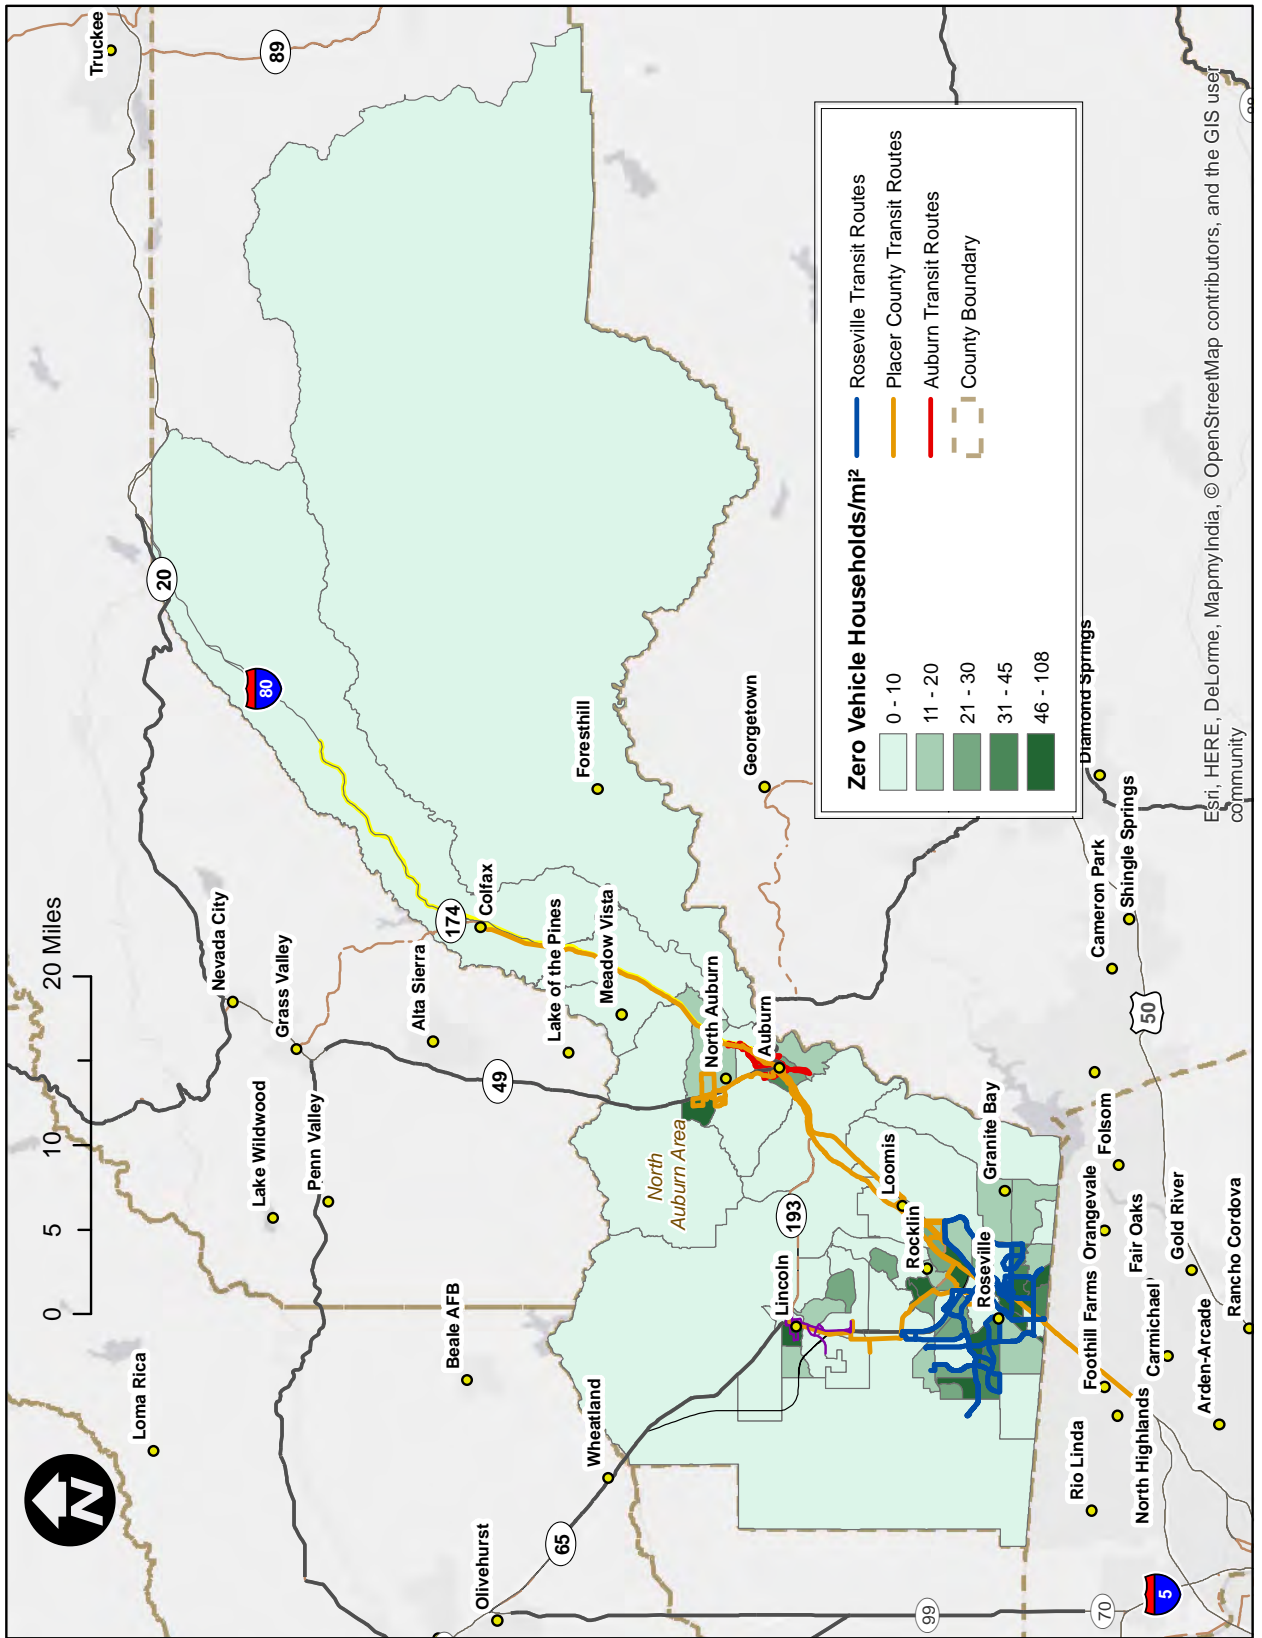 N
0
5
10
20 Miles
Truckee
89
20
80
Loma Rica
Nevada City
Grass Valley
Lake Wildwood
Penn Valley
174
Colfax
Alta Sierra
Beale AFB
49
Lake of the Pines
Meadow Vista
Foresthill
Olivehurst
65
Wheatland
North
Auburn Area
North Auburn
Auburn
Georgetown
Lincoln
193
Loomis
Rocklin
Roseville
Granite Bay
99
70
5
Rio Linda
North Highlands
Foothill Farms
Orangevale
Folsom
Carmichael
Fair Oaks
Gold River
Arden-Arcade
Rancho Cordova
50
Cameron Park
Shingle Springs
Diamond Springs
Zero Vehicle Households/mi²
0 - 10
11 - 20
21 - 30
31 - 45
46 - 108
Roseville Transit Routes
Placer County Transit Routes
Auburn Transit Routes
County Boundary
Esri, HERE, DeLorme, MapmyIndia, © OpenStreetMap contributors, and the GIS user
community